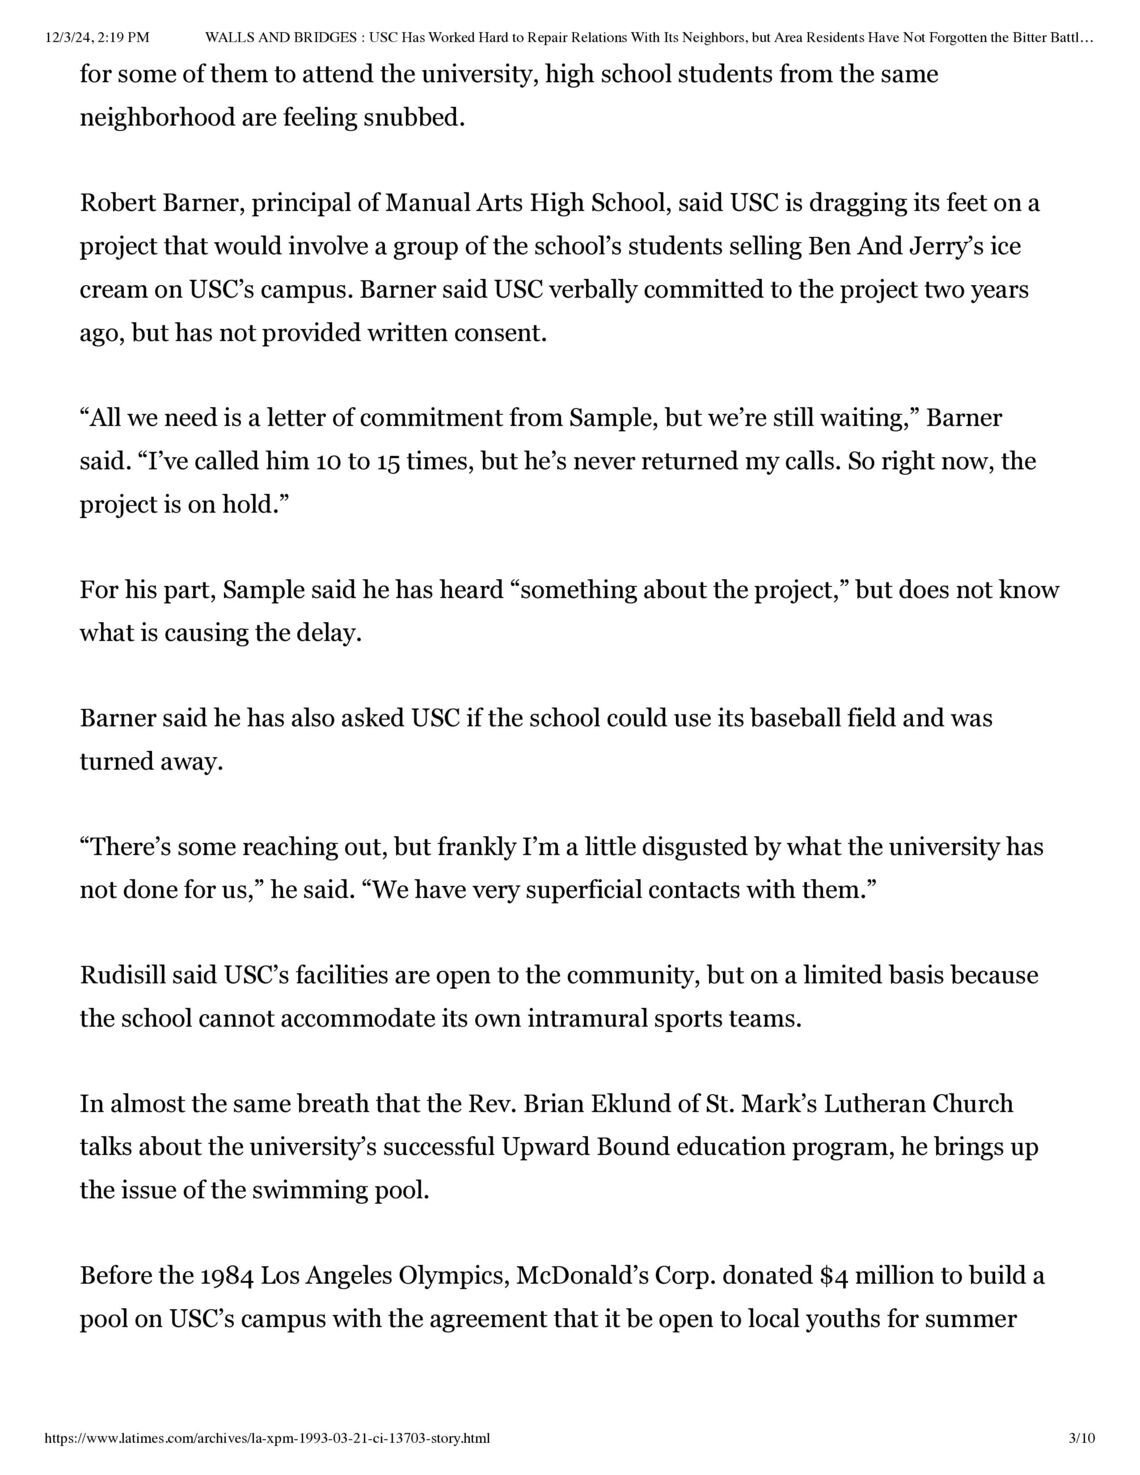 12/3/24, 2:19 PM WALLS AND BRIDGES : USC Has Worked Hard to Repair Relations With Its Neighbors, but Area Residents Have Not Forgotten the Bitter Battl…
for some of them to attend the university, high school students from the same
neighborhood are feeling snubbed.
Robert Barner, principal of Manual Arts High School, said USC is dragging its feet on a
project that would involve a group of the school’s students selling Ben And Jerry’s ice
cream on USC’s campus. Barner said USC verbally committed to the project two years
ago, but has not provided written consent.
“All we need is a letter of commitment from Sample, but we’re still waiting,” Barner
said. “I’ve called him 10 to 15 times, but he’s never returned my calls. So right now, the
project is on hold.”
For his part, Sample said he has heard “something about the project,” but does not know
what is causing the delay.
Barner said he has also asked USC if the school could use its baseball field and was
turned away.
“There’s some reaching out, but frankly I’m a little disgusted by what the university has
not done for us,” he said. “We have very superficial contacts with them.”
Rudisill said USC’s facilities are open to the community, but on a limited basis because
the school cannot accommodate its own intramural sports teams.
In almost the same breath that the Rev. Brian Eklund of St. Mark’s Lutheran Church
talks about the university’s successful Upward Bound education program, he brings up
the issue of the swimming pool.
Before the 1984 Los Angeles Olympics, McDonald’s Corp. donated $4 million to build a
pool on USC’s campus with the agreement that it be open to local youths for summer
https://www.latimes.com/archives/la-xpm-1993-03-21-ci-13703-story.html 3/10